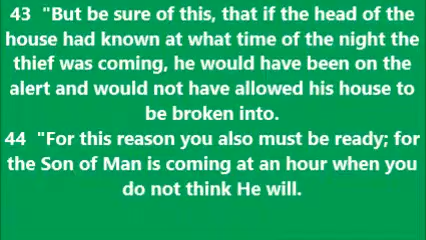 43  "But be sure of this, that if the head of the
house had known at what time of the night the
thief was coming, he would have been on the
alert and would not have allowed his house to
be broken into.
44  "For this reason you also must be ready; for
the Son of Man is coming at an hour when you
do not think He will.